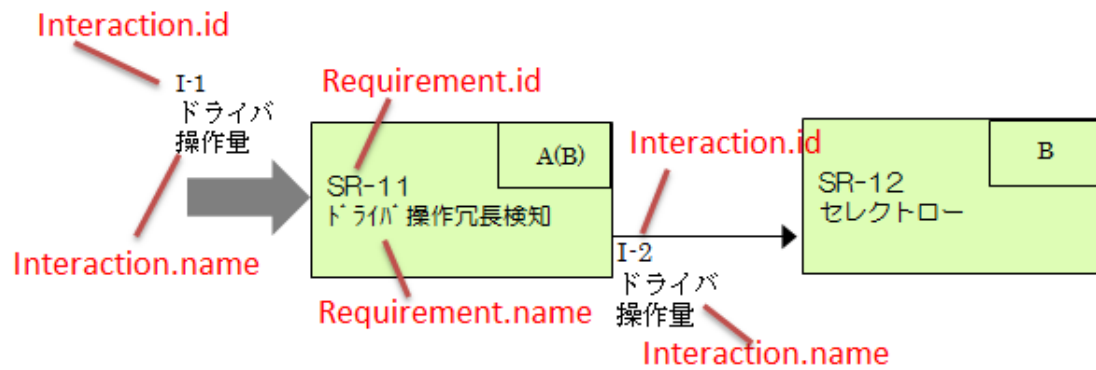 Interaction.id
I-1
ドライバ
操作量
Interaction.name
Requirement.id
A(B)
SR-11
ﾄﾞﾗｲﾊﾞ操作冗長検知
Requirement.name
Interaction.id
I-2
ドライバ
操作量
Interaction.name
B
SR-12
セレクトロー